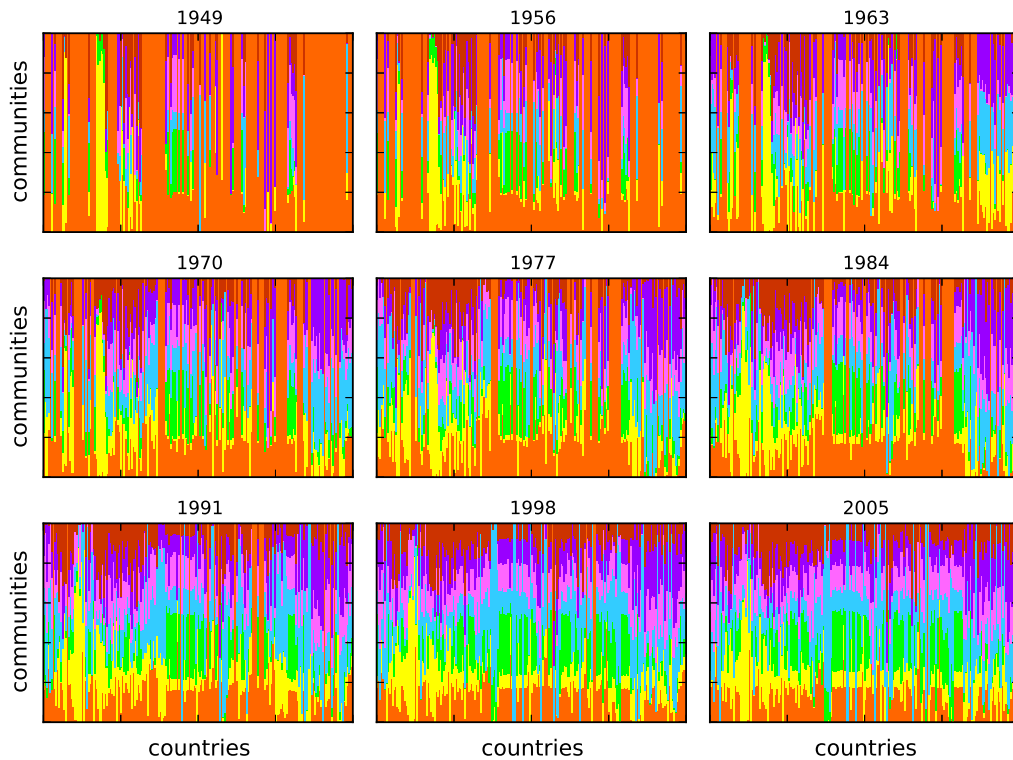 1949 1956 1963
communities
1970 1977 1984
communities
1991 1998 2005
communities
countries countries countries